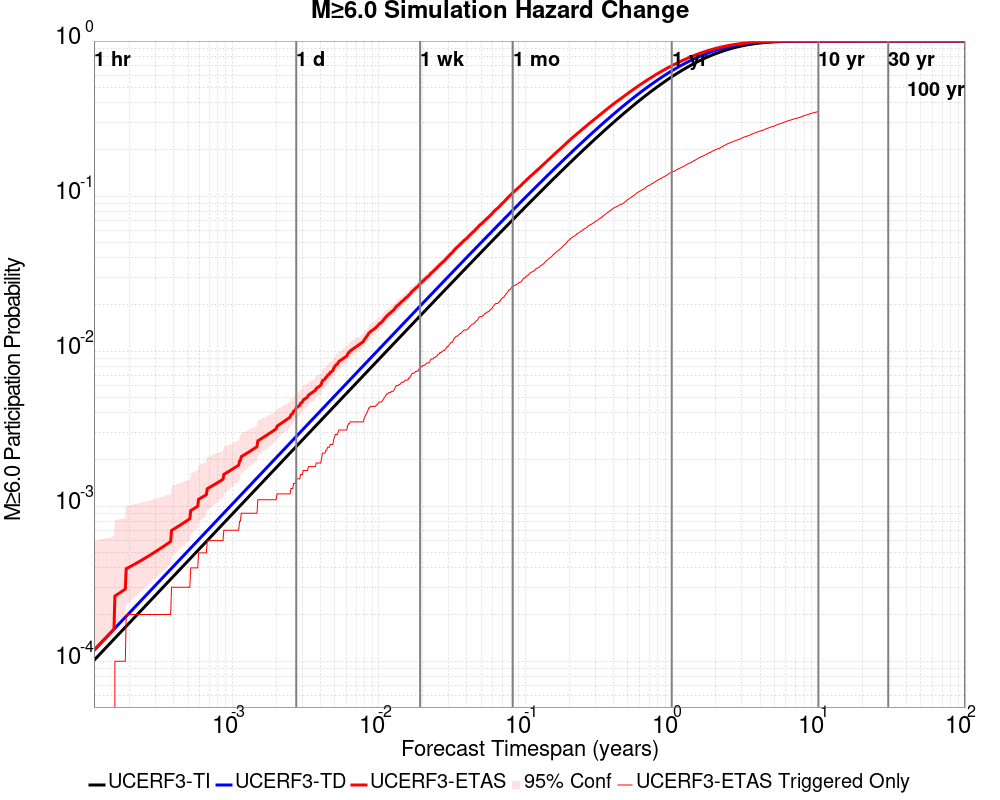 M≥6.0 Simulation Hazard Change
10^0
10^-1
10^-2
10^-3
10^-4
M≥6.0 Participation Probability
1 hr
1 d
1 wk
1 mo
1 yr
10 yr
30 yr
100 yr
10^-3
10^-2
10^-1
10^0
10^1
10^2
Forecast Timespan (years)
UCERF3-TI UCERF3-TD UCERF3-ETAS 95% Conf UCERF3-ETAS Triggered Only